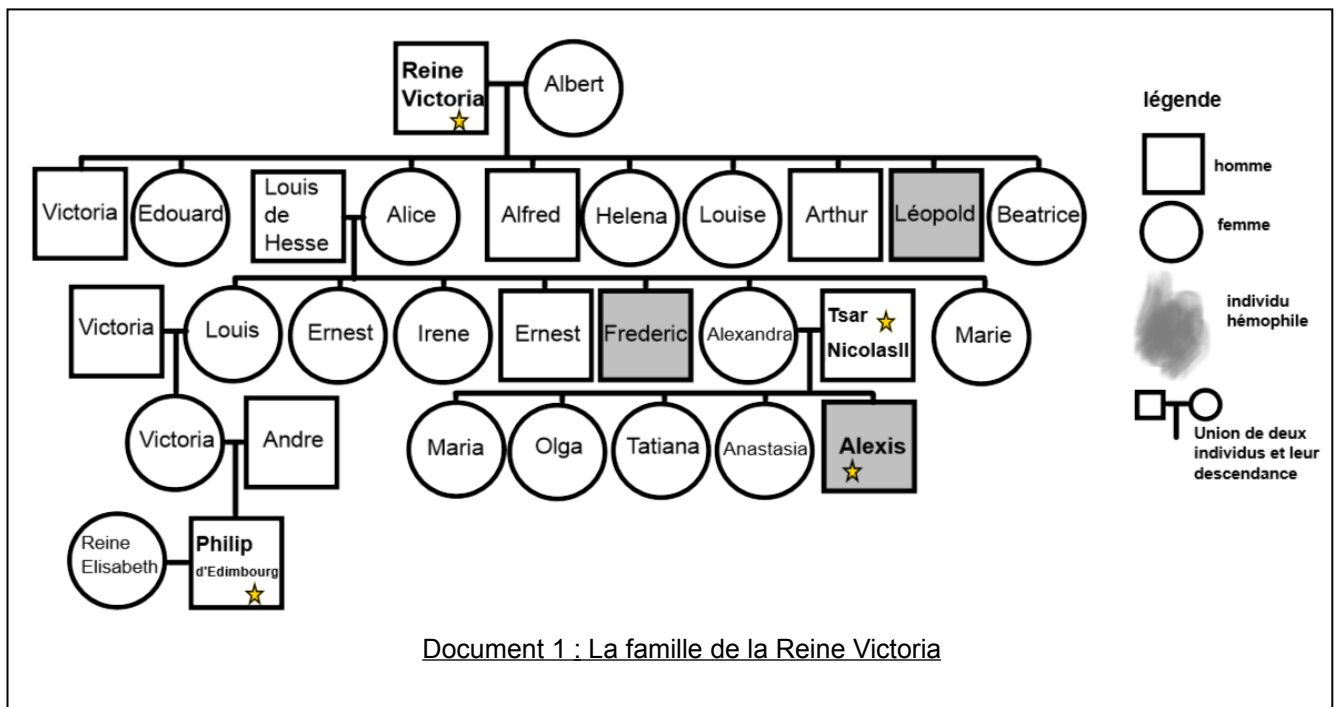 Reine
Victoria
Albert
légende
homme
femme
individu
hémophile
Union de deux
individus et leur
descendance
Victoria
Edouard
Louis
de
Hesse
Alice
Alfred
Helena
Louise
Arthur
Léopold
Beatrice
Victoria
Louis
Ernest
Irene
Ernest
Frederic
Alexandra
Tsar
NicolasII
Marie
Victoria
Andre
Maria
Olga
Tatiana
Anastasia
Alexis
Reine
Elisabeth
Philip
d'Edimbourg
Document 1 : La famille de la Reine Victoria